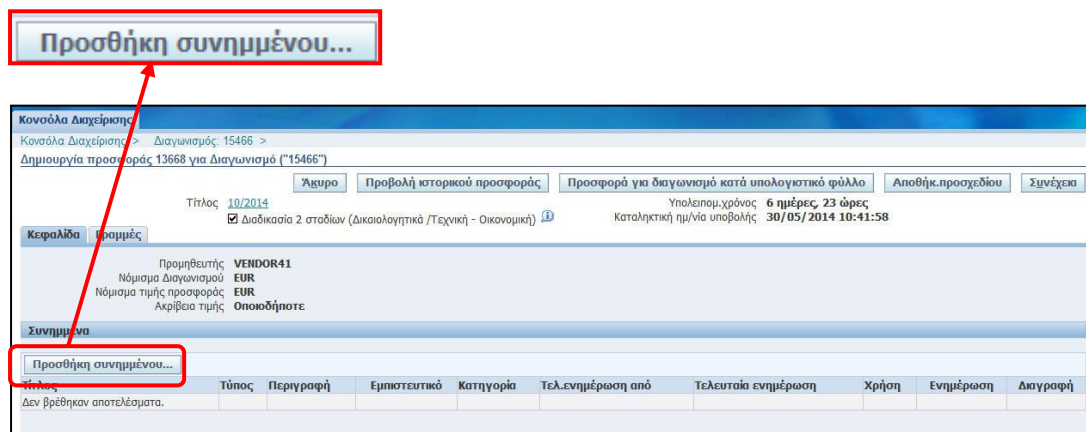 Προσθήκη συνημμένου...
Κονσόλα Διαχείρισης
Κονσόλα Διαχείρισης > Διαγωνισμός: 15466 >
Δημιουργία προσφοράς 13668 για Διαγωνισμό ("15466")
Άκυρο Προβολή ιστορικού προσφοράς Προσφορά για διαγωνισμό κατά υπολογιστικό φύλλο Αποθήκ.προσχεδίου Συνέχεια
Τίτλος 10/2014 Υπολειπομ.χρόνος 6 ημέρες, 23 ώρες
Διαδικασία 2 σταδίων (Δικαιολογητικά /Τεχνική - Οικονομική) Καταληκτική ημ/νία υποβολής 30/05/2014 10:41:58
Κεφαλίδα Γραμμές
Προμηθευτής VENDOR41
Νόμισμα Διαγωνισμού EUR
Νόμισμα τιμής προσφοράς EUR
Ακρίβεια τιμής Οποιοδήποτε
Συνημμένα
Προσθήκη συνημμένου...
Τίτλος Τύπος Περιγραφή Εμπιστευτικό Κατηγορία Τελ.ενημέρωση από Τελευταία ενημέρωση Χρήση Ενημέρωση Διαγραφή
Δεν βρέθηκαν αποτελέσματα.